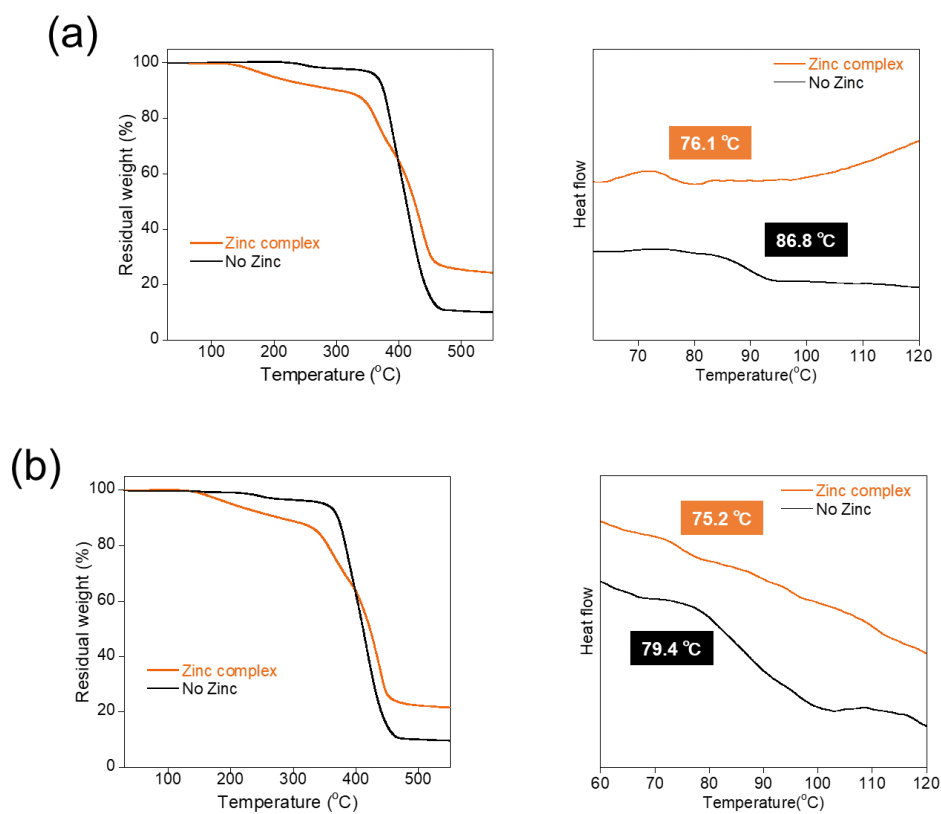 (a)
100
80
60
40
20
0
Residual weight (%)
Zinc complex
No Zinc
100 200 300 400 500
Temperature (°C)
Zinc complex
No Zinc
76.1 °C
86.8 °C
Heat flow
70 80 90 100 110 120
Temperature(°C)
(b)
100
80
60
40
20
0
Residual weight (%)
Zinc complex
No Zinc
100 200 300 400 500
Temperature (°C)
Zinc complex
No Zinc
75.2 °C
79.4 °C
Heat flow
60 70 80 90 100 110 120
Temperature(°C)